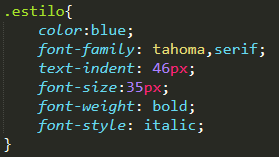 .estilo{
color:blue;
font-family: tahoma,serif;
text-indent: 46px;
font-size:35px;
font-weight: bold;
font-style: italic;
}